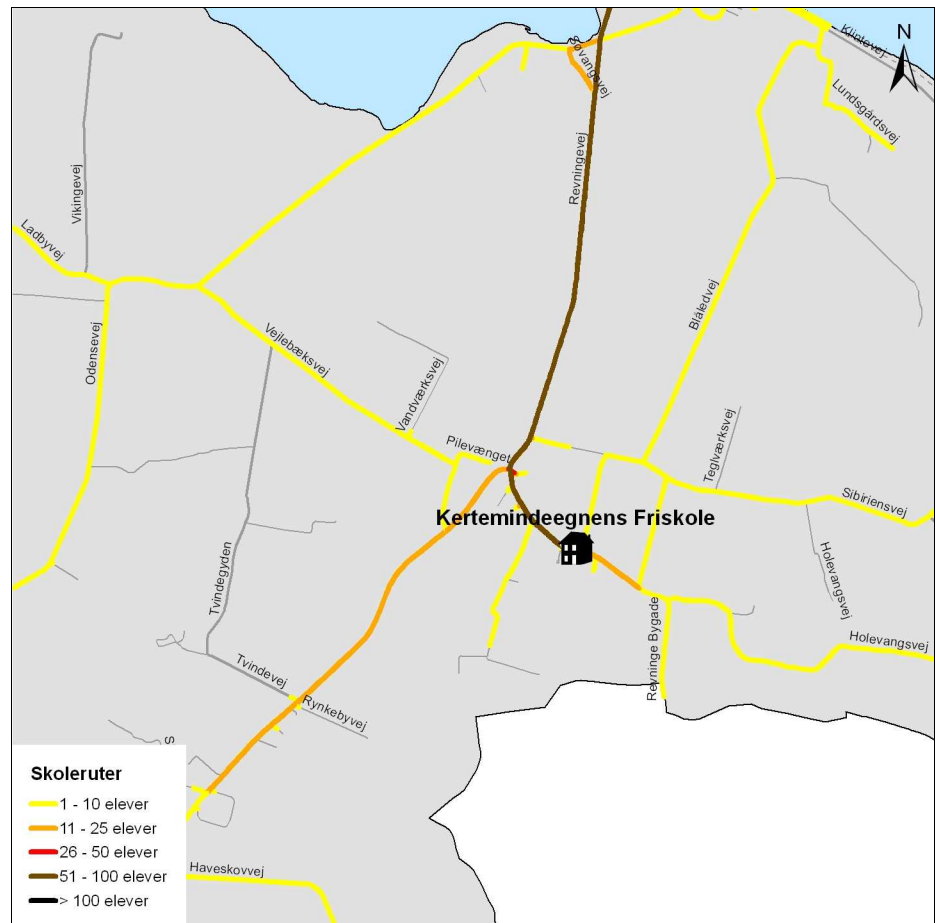 N
Klintevej
Søvangsvej
Lundsgårdsvej
Revningevej
Vikingevej
Ladbyvej
Blåledvej
Odensevej
Vejlebæksvej
Vandværksvej
Pilevænget
Teglværksvej
Sibiriensvej
Kertemindeegnens Friskole
Tvindegyden
Holevangsvej
Revninge Bygade
Holevangsvej
Tvindevej
Rynkebyvej
S
Skoleruter
1 - 10 elever
11 - 25 elever
26 - 50 elever
51 - 100 elever
> 100 elever
Haveskovvej